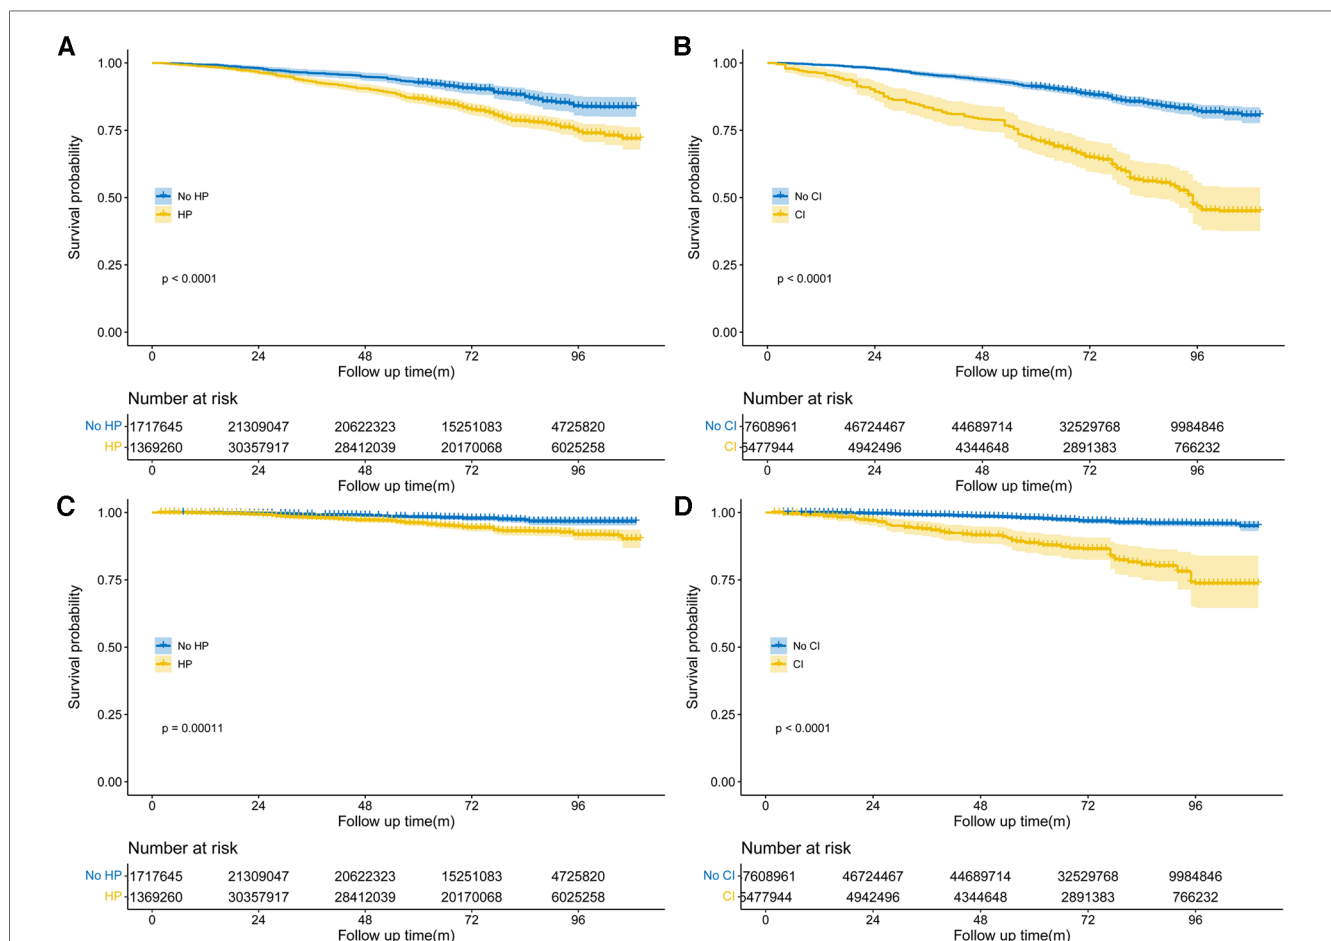 A
1.00
0.75
0.50
0.25
0.00
Survival probability
No HP
HP
p < 0.0001
0 24 48 72 96
Follow up time(m)
Number at risk
No HP 1717645 21309047 20622323 15251083 4725820
HP 1369260 30357917 28412039 20170068 6025258
0 24 48 72 96
Follow up time(m)
B
1.00
0.75
0.50
0.25
0.00
Survival probability
No CI
CI
p < 0.0001
0 24 48 72 96
Follow up time(m)
Number at risk
No CI 7608961 46724467 44689714 32529768 9984846
CI 5477944 4942496 4344648 2891383 766232
0 24 48 72 96
Follow up time(m)
C
1.00
0.75
0.50
0.25
0.00
Survival probability
No HP
HP
p = 0.00011
0 24 48 72 96
Follow up time(m)
Number at risk
No HP 1717645 21309047 20622323 15251083 4725820
HP 1369260 30357917 28412039 20170068 6025258
0 24 48 72 96
Follow up time(m)
D
1.00
0.75
0.50
0.25
0.00
Survival probability
No CI
CI
p < 0.0001
0 24 48 72 96
Follow up time(m)
Number at risk
No CI 7608961 46724467 44689714 32529768 9984846
CI 5477944 4942496 4344648 2891383 766232
0 24 48 72 96
Follow up time(m)